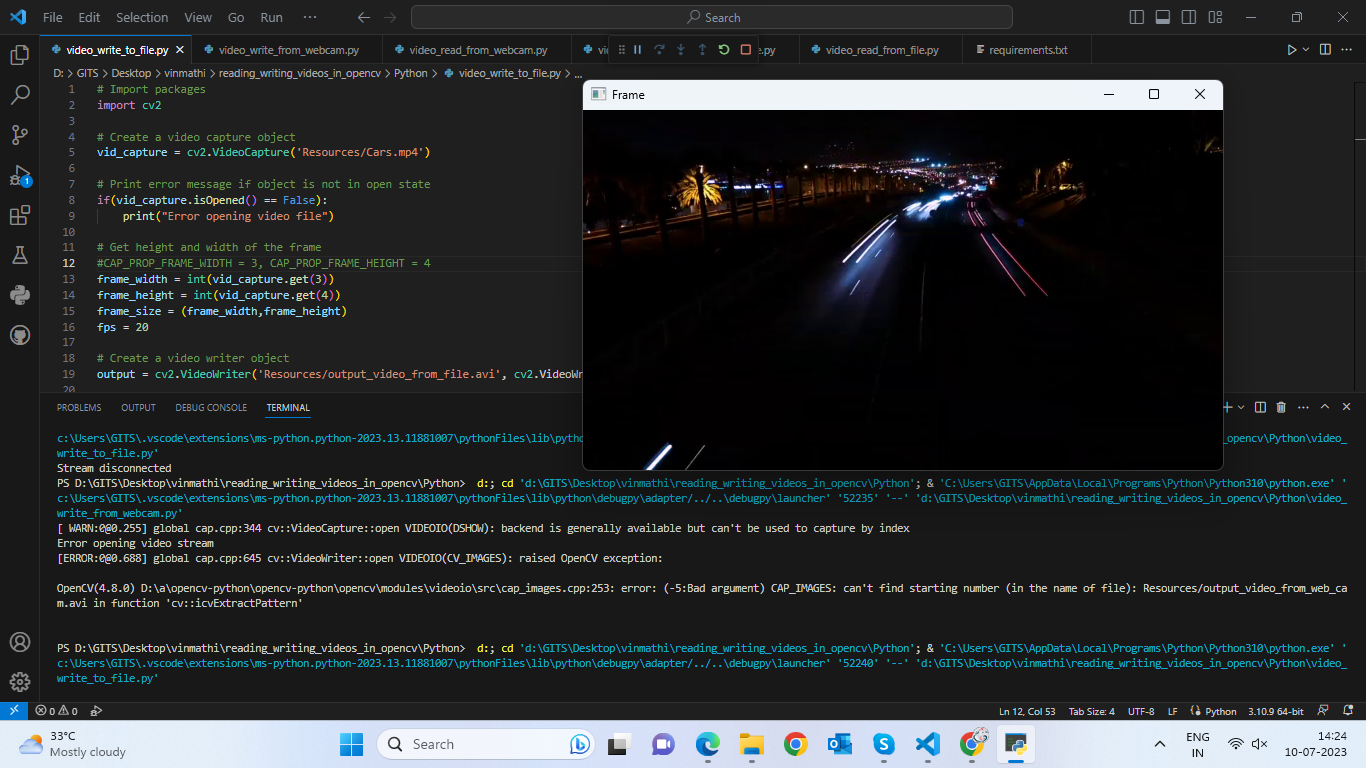 File Edit Selection View Go Run ··· Search
video_write_to_file.py video_write_from_webcam.py video_read_from_webcam.py vi e.py video_read_from_file.py requirements.txt
D: > GITS > Desktop > vinmathi > reading_writing_videos_in_opencv > Python > video_write_to_file.py > ...
1 # Import packages
2 import cv2
3
4 # Create a video capture object
5 vid_capture = cv2.VideoCapture('Resources/Cars.mp4')
6
7 # Print error message if object is not in open state
8 if(vid_capture.isOpened() == False):
9 print("Error opening video file")
10
11 # Get height and width of the frame
12 #CAP_PROP_FRAME_WIDTH = 3, CAP_PROP_FRAME_HEIGHT = 4
13 frame_width = int(vid_capture.get(3))
14 frame_height = int(vid_capture.get(4))
15 frame_size = (frame_width,frame_height)
16 fps = 20
17
18 # Create a video writer object
19 output = cv2.VideoWriter('Resources/output_video_from_file.avi', cv2.VideoWr
20
Frame
PROBLEMS OUTPUT DEBUG CONSOLE TERMINAL
c:\Users\GITS\.vscode\extensions\ms-python.python-2023.13.11881007\pythonFiles\lib\pytho _opencv\Python\video_
write_to_file.py'
Stream disconnected
PS D:\GITS\Desktop\vinmathi\reading_writing_videos_in_opencv\Python> d:; cd 'd:\GITS\Desktop\vinmathi\reading_writing_videos_in_opencv\Python'; & 'C:\Users\GITS\AppData\Local\Programs\Python\Python310\python.exe' '
c:\Users\GITS\.vscode\extensions\ms-python.python-2023.13.11881007\pythonFiles\lib\python\debugpy\adapter/../..\debugpy\launcher' '52235' '--' 'd:\GITS\Desktop\vinmathi\reading_writing_videos_in_opencv\Python\video_
write_from_webcam.py'
[ WARN:0@0.255] global cap.cpp:344 cv::VideoCapture::open VIDEOIO(DSHOW): backend is generally available but can't be used to capture by index
Error opening video stream
[ERROR:0@0.688] global cap.cpp:645 cv::VideoWriter::open VIDEOIO(CV_IMAGES): raised OpenCV exception:
OpenCV(4.8.0) D:\a\opencv-python\opencv-python\opencv\modules\videoio\src\cap_images.cpp:253: error: (-5:Bad argument) CAP_IMAGES: can't find starting number (in the name of file): Resources/output_video_from_web_ca
m.avi in function 'cv::icvExtractPattern'
PS D:\GITS\Desktop\vinmathi\reading_writing_videos_in_opencv\Python> d:; cd 'd:\GITS\Desktop\vinmathi\reading_writing_videos_in_opencv\Python'; & 'C:\Users\GITS\AppData\Local\Programs\Python\Python310\python.exe' '
c:\Users\GITS\.vscode\extensions\ms-python.python-2023.13.11881007\pythonFiles\lib\python\debugpy\adapter/../..\debugpy\launcher' '52240' '--' 'd:\GITS\Desktop\vinmathi\reading_writing_videos_in_opencv\Python\video_
write_to_file.py'
0 0 Ln 12, Col 53 Tab Size: 4 UTF-8 LF Python 3.10.9 64-bit
33°C
Mostly cloudy
Search
ENG
IN
14:24
10-07-2023